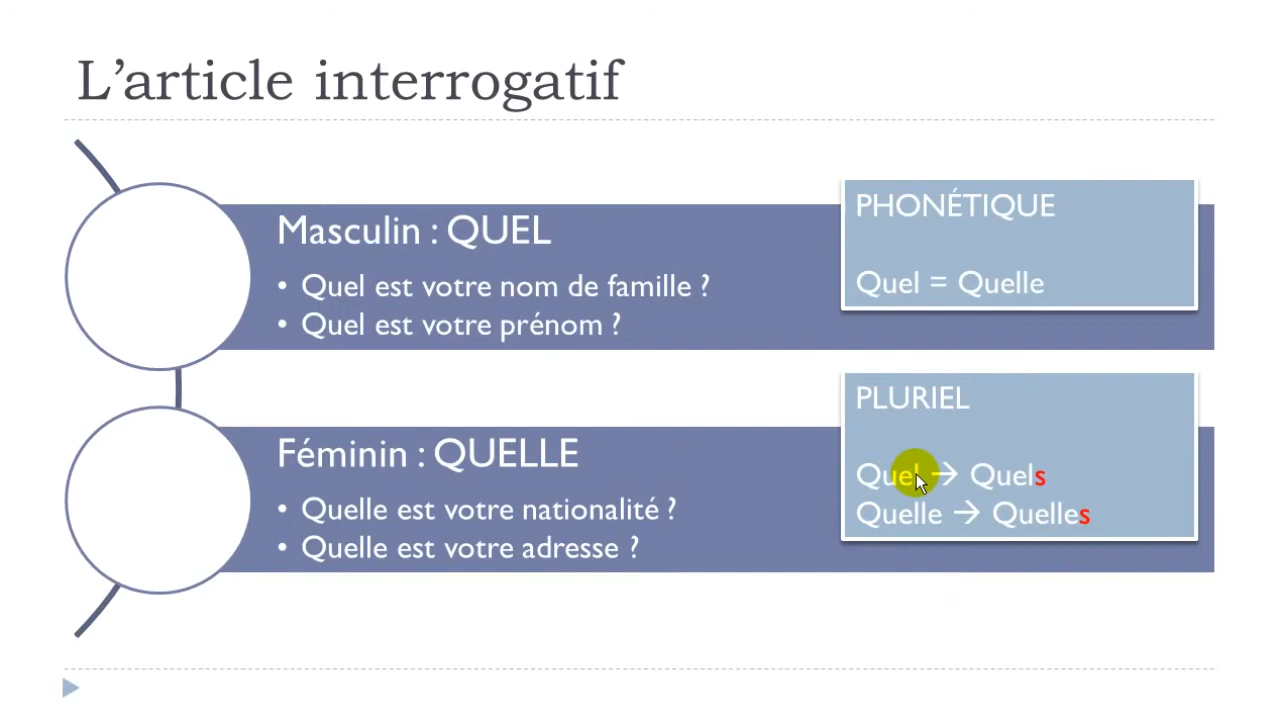 L’article interrogatif
Masculin : QUEL
• Quel est votre nom de famille ?
• Quel est votre prénom ?
PHONÉTIQUE
Quel = Quelle
Féminin : QUELLE
• Quelle est votre nationalité ?
• Quelle est votre adresse ?
PLURIEL
Quel → Quels
Quelle → Quelles